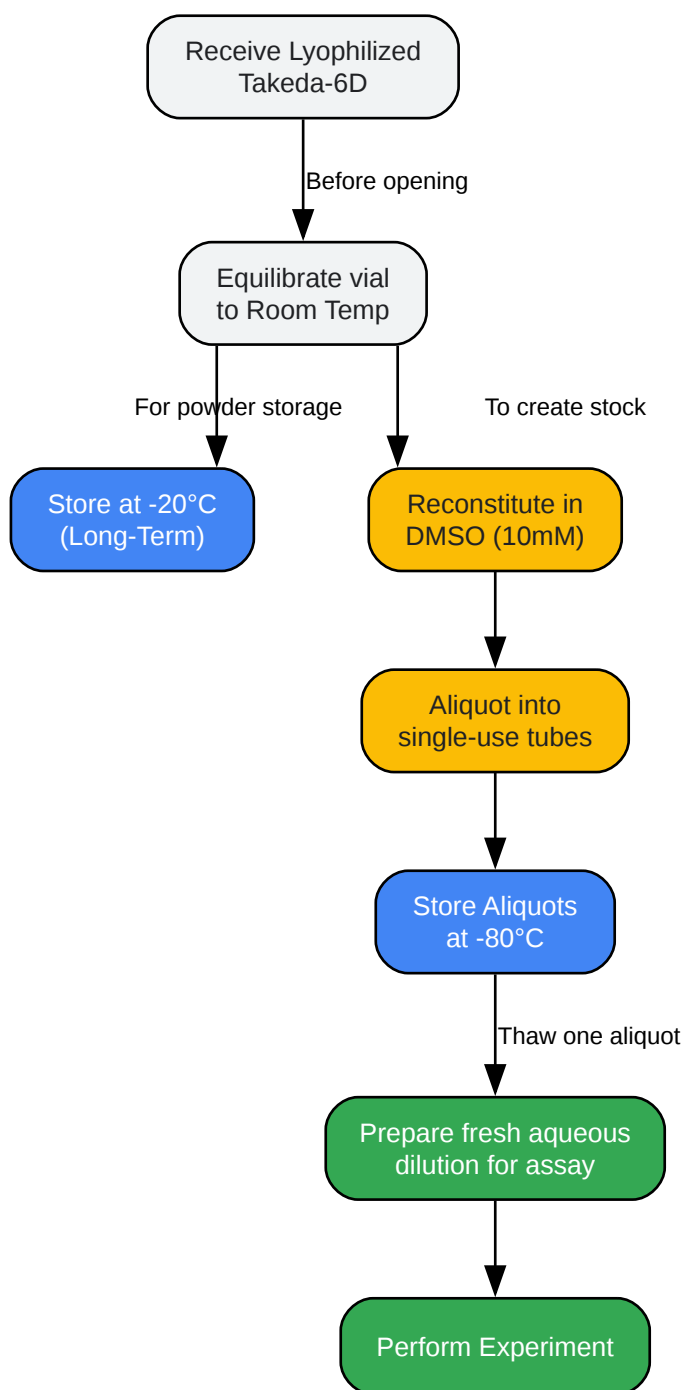 Receive Lyophilized
Takeda-6D
Before opening
Equilibrate vial
to Room Temp
For powder storage
To create stock
Store at -20°C
(Long-Term)
Reconstitute in
DMSO (10mM)
Aliquot into
single-use tubes
Store Aliquots
at -80°C
Thaw one aliquot
Prepare fresh aqueous
dilution for assay
Perform Experiment